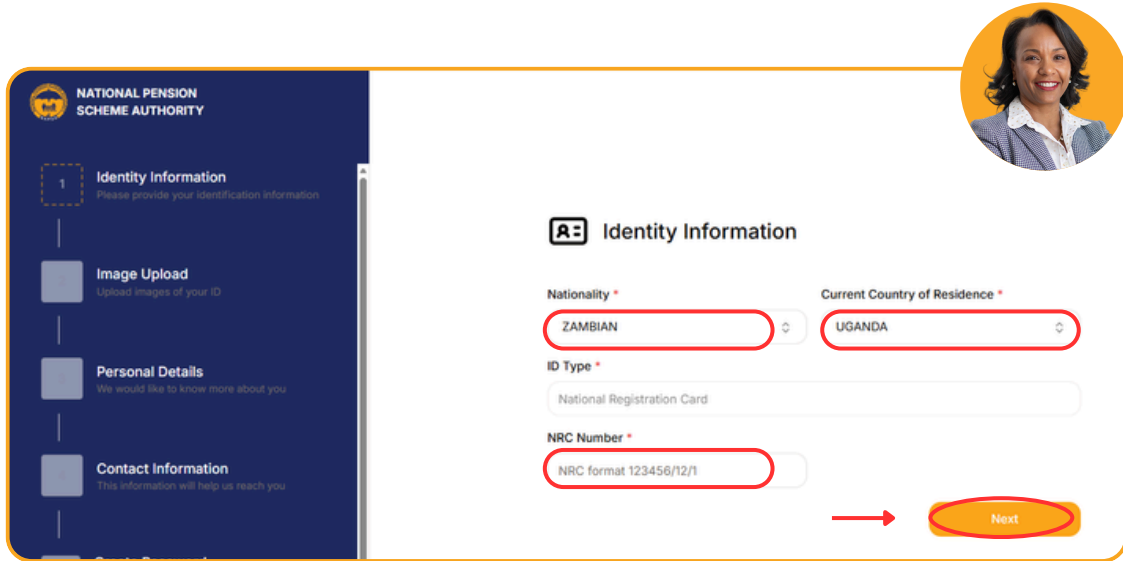 NATIONAL PENSION
SCHEME AUTHORITY
1
Identity Information
Please provide your identification information
Image Upload
Upload images of your ID
Personal Details
We would like to know more about you
Contact Information
This information will help us reach you
Identity Information
Nationality *
Current Country of Residence *
ZAMBIAN
UGANDA
ID Type *
National Registration Card
NRC Number *
NRC format 123456/12/1
Next